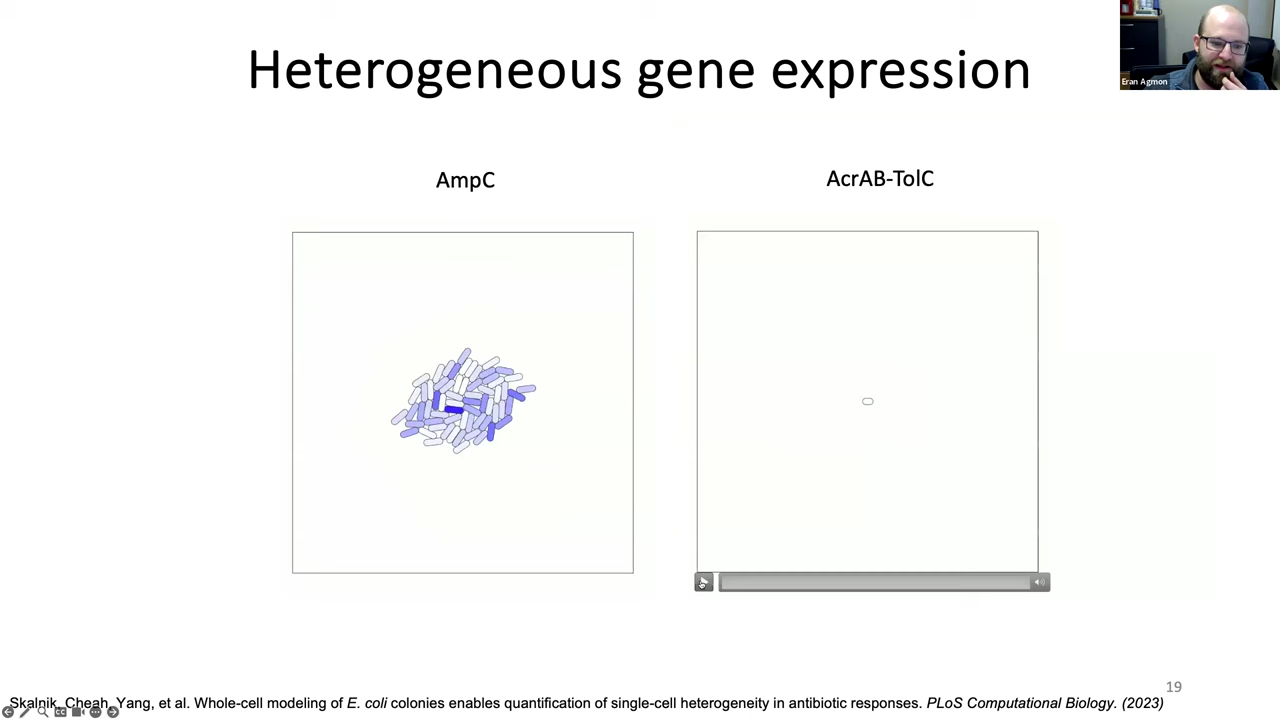 Heterogeneous gene expression
Eran Agmon
AmpC
AcrAB-TolC
19
Skalnik, Cheah, Yang, et al. Whole-cell modeling of E. coli colonies enables quantification of single-cell heterogeneity in antibiotic responses. PLoS Computational Biology. (2023)
CC